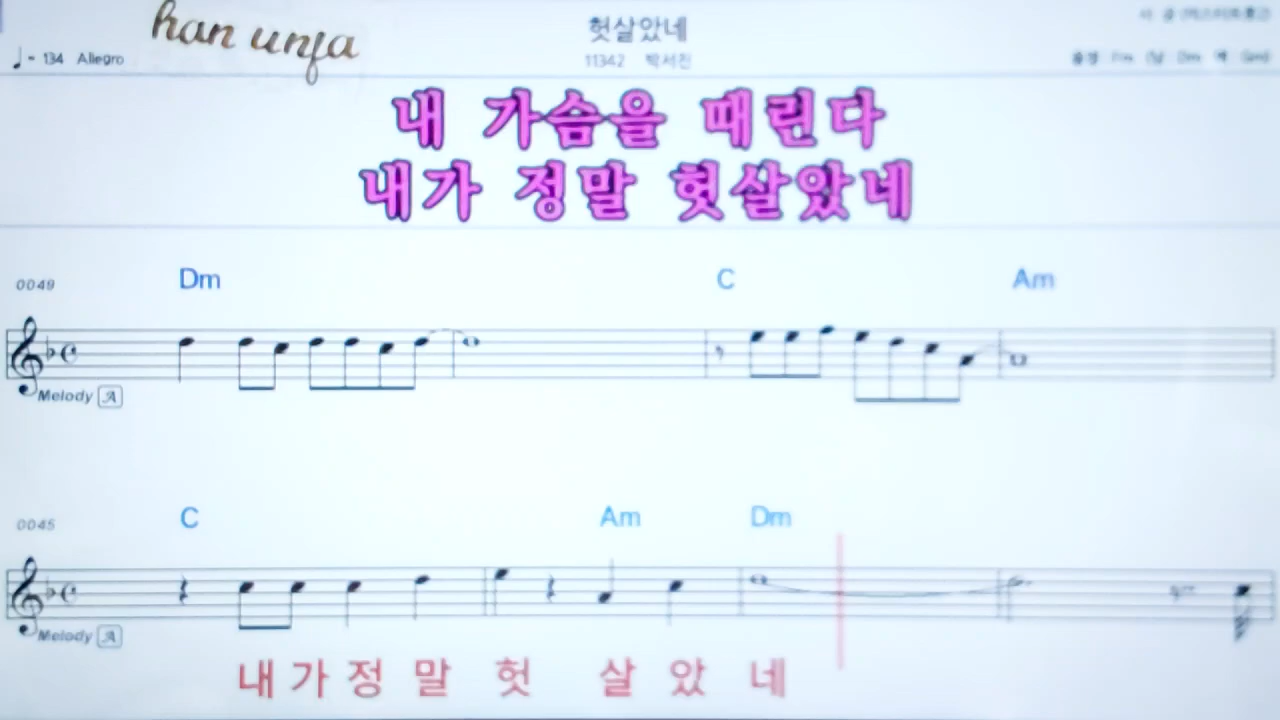 han unja
헛살았네
♩= 134 Allegro
11342 박서진
내 가슴을 때린다
내가 정말 헛살았네
0049
Dm C Am
Melody A
0045
C Am Dm
Melody A
내 가 정 말 헛 살 았 네